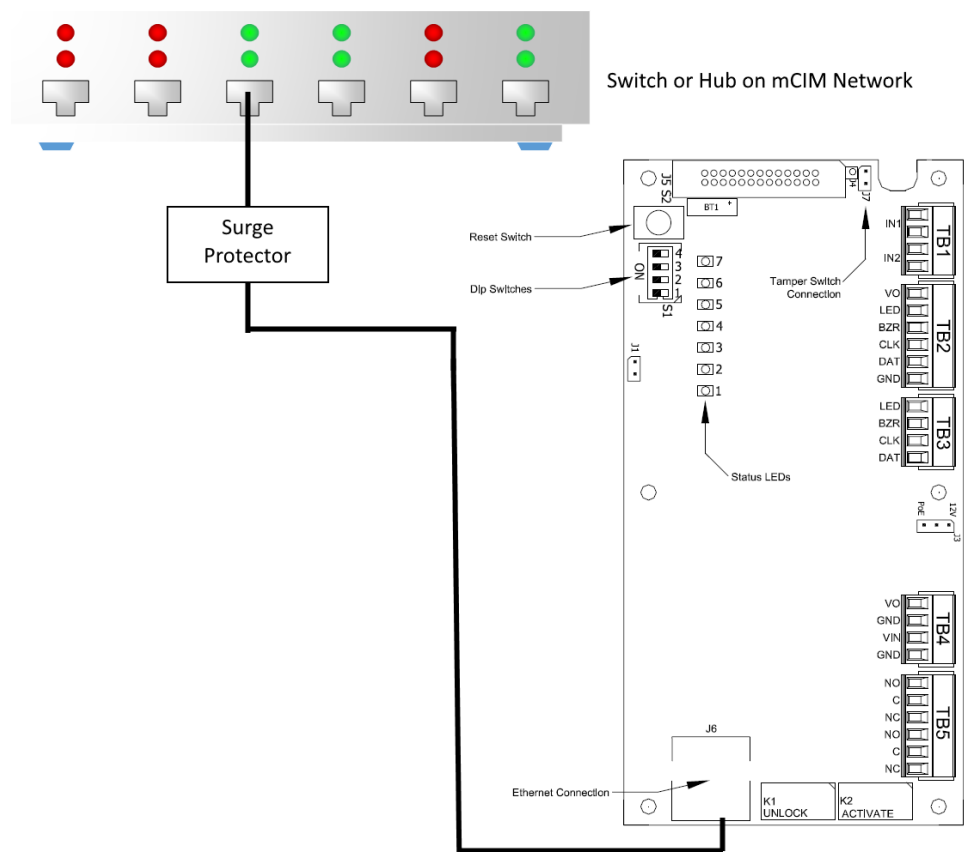 Switch or Hub on mCIM Network
Surge
Protector
J5 S2
BT1 +
J4
J7
Reset Switch
Dip Switches
ON
4
3
2
1
S1
J1
7
6
5
4
3
2
1
Status LEDs
Tamper Switch
Connection
IN1
IN2
TB1
VO
LED
BZR
CLK
DAT
GND
TB2
LED
BZR
CLK
DAT
TB3
PoE
12V
J3
VO
GND
VIN
GND
TB4
NO
C
NC
NO
C
NC
TB5
J6
Ethernet Connection
K1
UNLOCK
K2
ACTIVATE